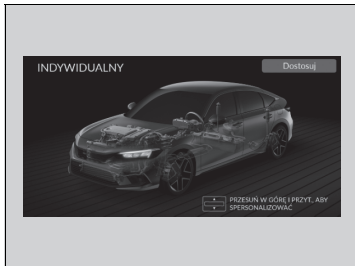 INDYWIDUALNY
Dostosuj
PRZESUŃ W GÓRĘ I PRZYT., ABY
SPERSONALIZOWAĆ